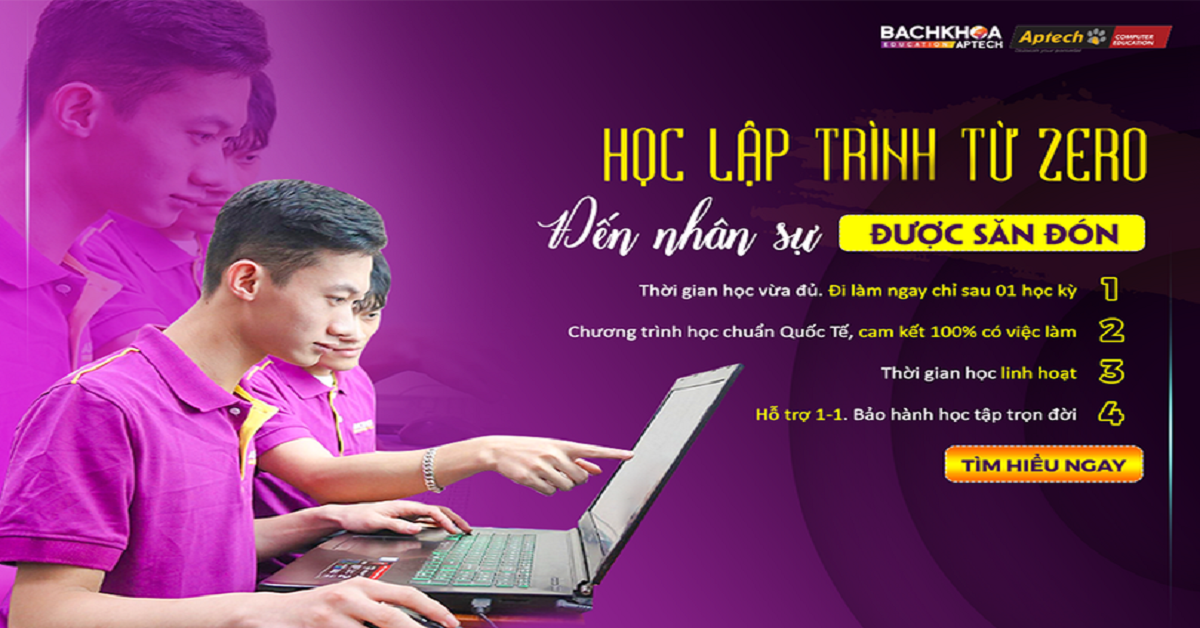 BACHKHOA
EDUCATION/APTECH
Aptech
COMPUTER
EDUCATION
HỌC LẬP TRÌNH TỪ ZERO
Đến nhân sự ĐƯỢC SĂN ĐÓN
Thời gian học vừa đủ. Đi làm ngay chỉ sau 01 học kỳ 1
Chương trình học chuẩn Quốc Tế, cam kết 100% có việc làm 2
Thời gian học linh hoạt 3
Hỗ trợ 1-1. Bảo hành học tập trọn đời 4
TÌM HIỂU NGAY